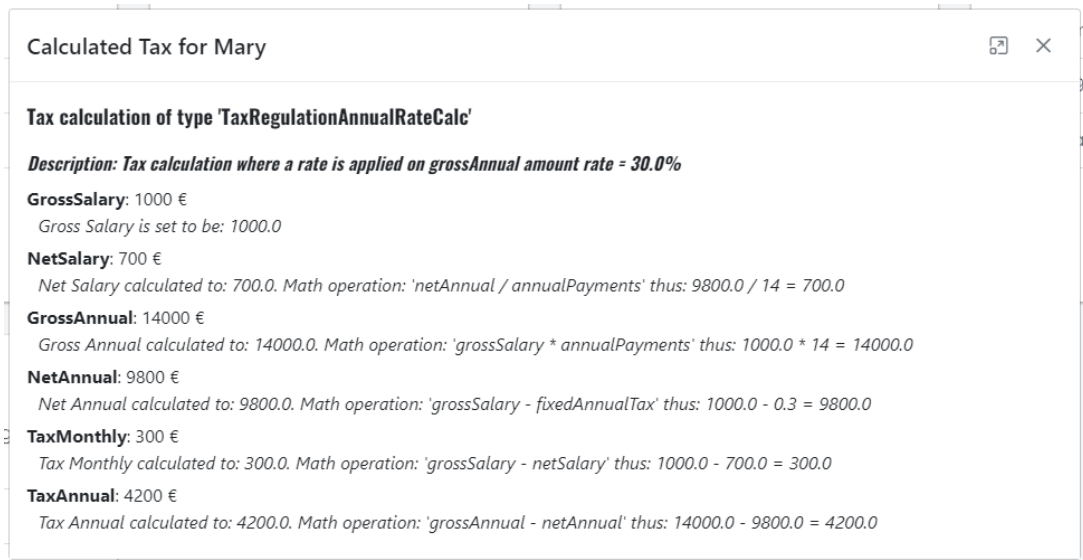 Calculated Tax for Mary
Tax calculation of type 'TaxRegulationAnnualRateCalc'
Description: Tax calculation where a rate is applied on grossAnnual amount rate = 30.0%
GrossSalary: 1000 €
Gross Salary is set to be: 1000.0
NetSalary: 700 €
Net Salary calculated to: 700.0. Math operation: 'netAnnual / annualPayments' thus: 9800.0 / 14 = 700.0
GrossAnnual: 14000 €
Gross Annual calculated to: 14000.0. Math operation: 'grossSalary * annualPayments' thus: 1000.0 * 14 = 14000.0
NetAnnual: 9800 €
Net Annual calculated to: 9800.0. Math operation: 'grossSalary - fixedAnnualTax' thus: 1000.0 - 0.3 = 9800.0
TaxMonthly: 300 €
Tax Monthly calculated to: 300.0. Math operation: 'grossSalary - netSalary' thus: 1000.0 - 700.0 = 300.0
TaxAnnual: 4200 €
Tax Annual calculated to: 4200.0. Math operation: 'grossAnnual - netAnnual' thus: 14000.0 - 9800.0 = 4200.0